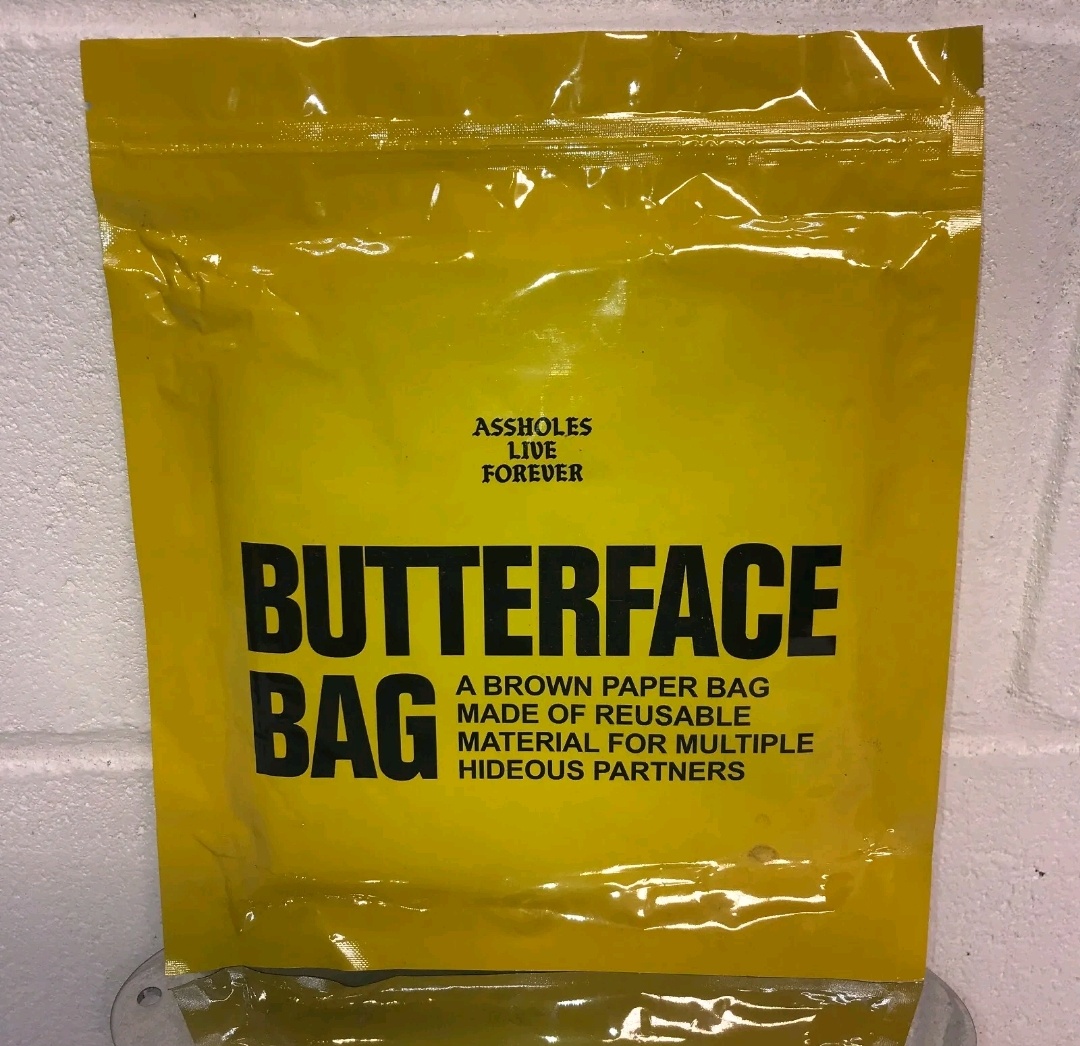 ASSHOLES
LIVE
FOREVER
BUTTERFACE
BAG
A BROWN PAPER BAG
MADE OF REUSABLE
MATERIAL FOR MULTIPLE
HIDEOUS PARTNERS